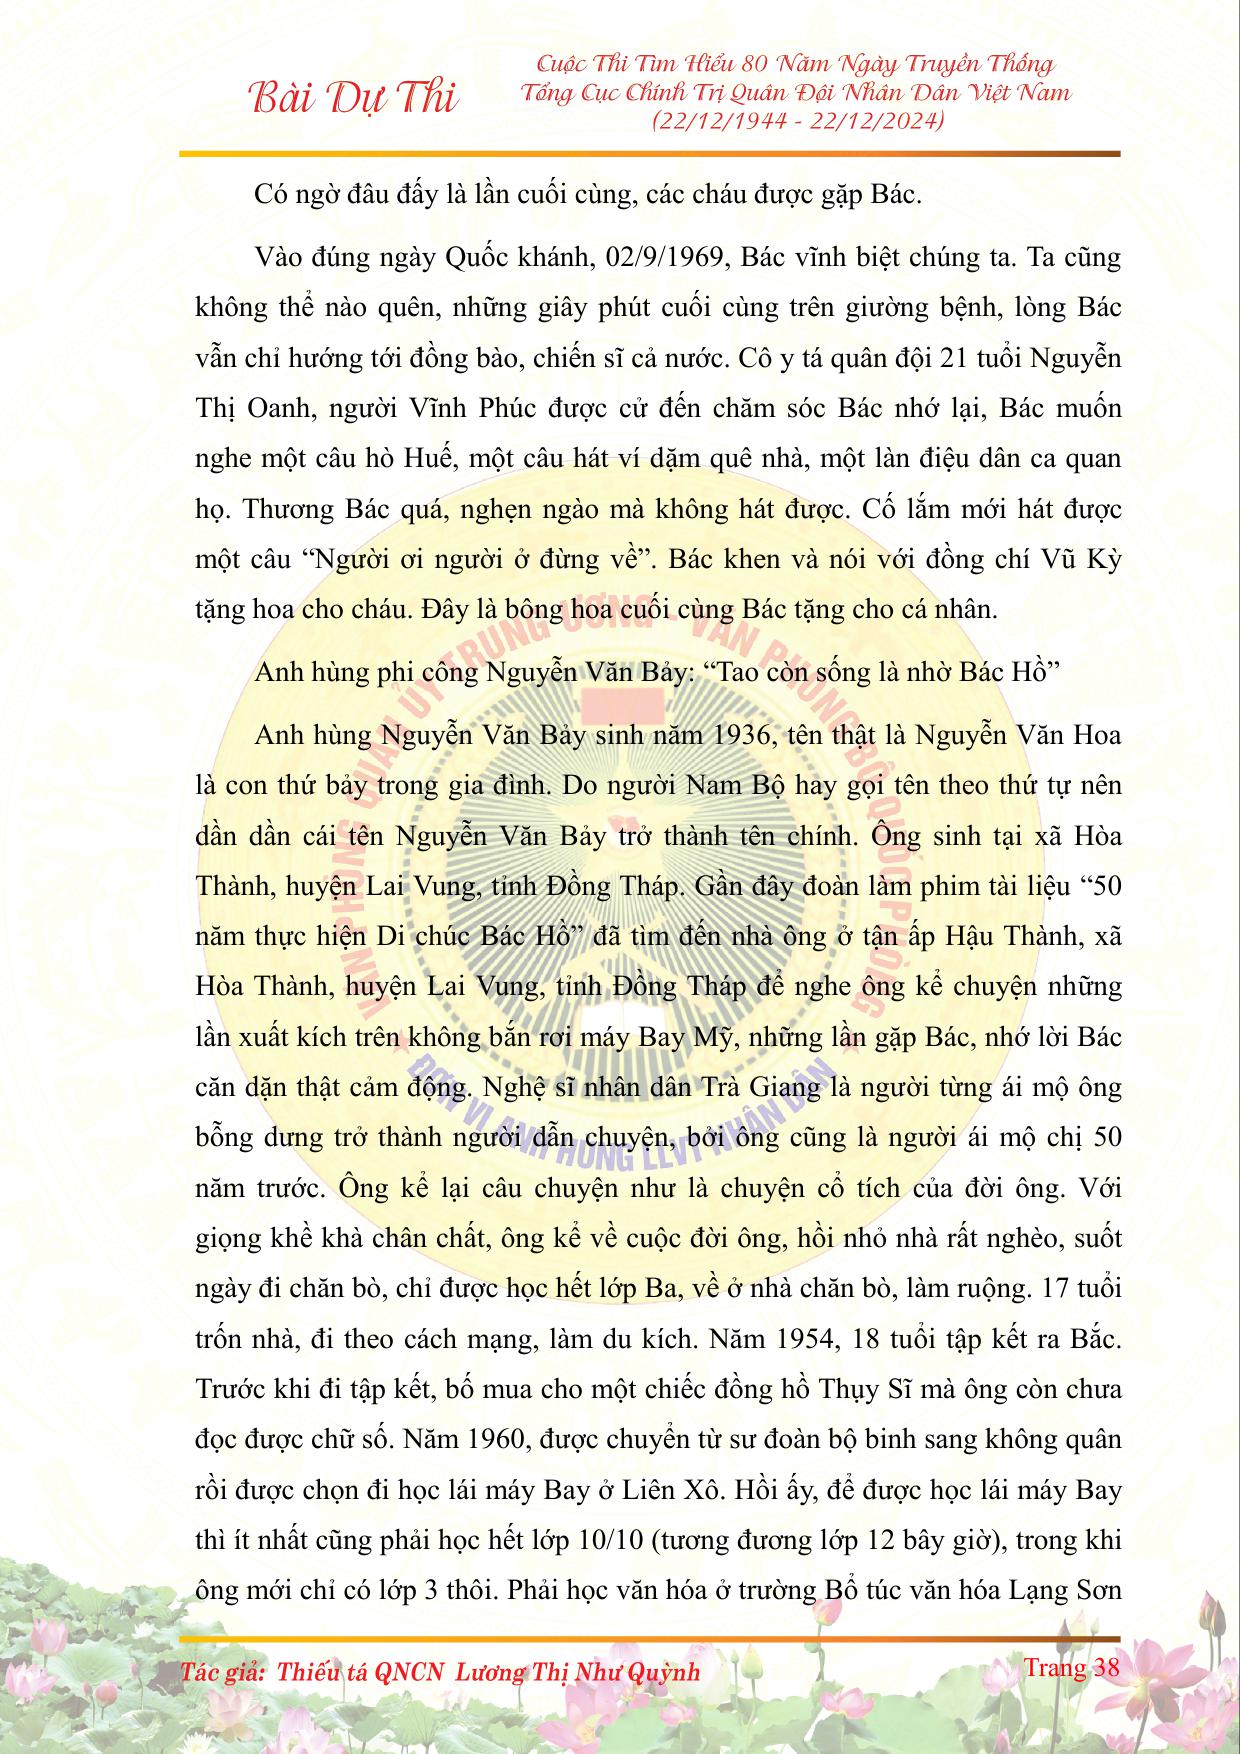 Bài Dự Thi
Cuộc Thi Tìm Hiểu 80 Năm Ngày Truyền Thống
Tổng Cục Chính Trị Quân Đội Nhân Dân Việt Nam
(22/12/1944 - 22/12/2024)
Có ngờ đâu đấy là lần cuối cùng, các cháu được gặp Bác.
Vào đúng ngày Quốc khánh, 02/9/1969, Bác vĩnh biệt chúng ta. Ta cũng
không thể nào quên, những giây phút cuối cùng trên giường bệnh, lòng Bác
vẫn chỉ hướng tới đồng bào, chiến sĩ cả nước. Cô y tá quân đội 21 tuổi Nguyễn
Thị Oanh, người Vĩnh Phúc được cử đến chăm sóc Bác nhớ lại, Bác muốn
nghe một câu hò Huế, một câu hát ví dặm quê nhà, một làn điệu dân ca quan
họ. Thương Bác quá, nghẹn ngào mà không hát được. Cố lắm mới hát được
một câu “Người ơi người ở đừng về”. Bác khen và nói với đồng chí Vũ Kỳ
tặng hoa cho cháu. Đây là bông hoa cuối cùng Bác tặng cho cá nhân.
Anh hùng phi công Nguyễn Văn Bảy: “Tao còn sống là nhờ Bác Hồ”
Anh hùng Nguyễn Văn Bảy sinh năm 1936, tên thật là Nguyễn Văn Hoa
là con thứ bảy trong gia đình. Do người Nam Bộ hay gọi tên theo thứ tự nên
dần dần cái tên Nguyễn Văn Bảy trở thành tên chính. Ông sinh tại xã Hòa
Thành, huyện Lai Vung, tỉnh Đồng Tháp. Gần đây đoàn làm phim tài liệu “50
năm thực hiện Di chúc Bác Hồ” đã tìm đến nhà ông ở tận ấp Hậu Thành, xã
Hòa Thành, huyện Lai Vung, tỉnh Đồng Tháp để nghe ông kể chuyện những
lần xuất kích trên không bắn rơi máy Bay Mỹ, những lần gặp Bác, nhớ lời Bác
căn dặn thật cảm động. Nghệ sĩ nhân dân Trà Giang là người từng ái mộ ông
bỗng dưng trở thành người dẫn chuyện, bởi ông cũng là người ái mộ chị 50
năm trước. Ông kể lại câu chuyện như là chuyện cổ tích của đời ông. Với
giọng khề khà chân chất, ông kể về cuộc đời ông, hồi nhỏ nhà rất nghèo, suốt
ngày đi chăn bò, chỉ được học hết lớp Ba, về ở nhà chăn bò, làm ruộng. 17 tuổi
trốn nhà, đi theo cách mạng, làm du kích. Năm 1954, 18 tuổi tập kết ra Bắc.
Trước khi đi tập kết, bố mua cho một chiếc đồng hồ Thụy Sĩ mà ông còn chưa
đọc được chữ số. Năm 1960, được chuyển từ sư đoàn bộ binh sang không quân
rồi được chọn đi học lái máy Bay ở Liên Xô. Hồi ấy, để được học lái máy Bay
thì ít nhất cũng phải học hết lớp 10/10 (tương đương lớp 12 bây giờ), trong khi
ông mới chỉ có lớp 3 thôi. Phải học văn hóa ở trường Bổ túc văn hóa Lạng Sơn
VĂN PHÒNG QUÂN ỦY TRUNG ƯƠNG - VĂN PHÒNG BỘ QUỐC PHÒNG
ĐƠN VỊ ANH HÙNG LLVT NHÂN DÂN
Tác giả: Thiếu tá QNCN Lương Thị Như Quỳnh
Trang 38